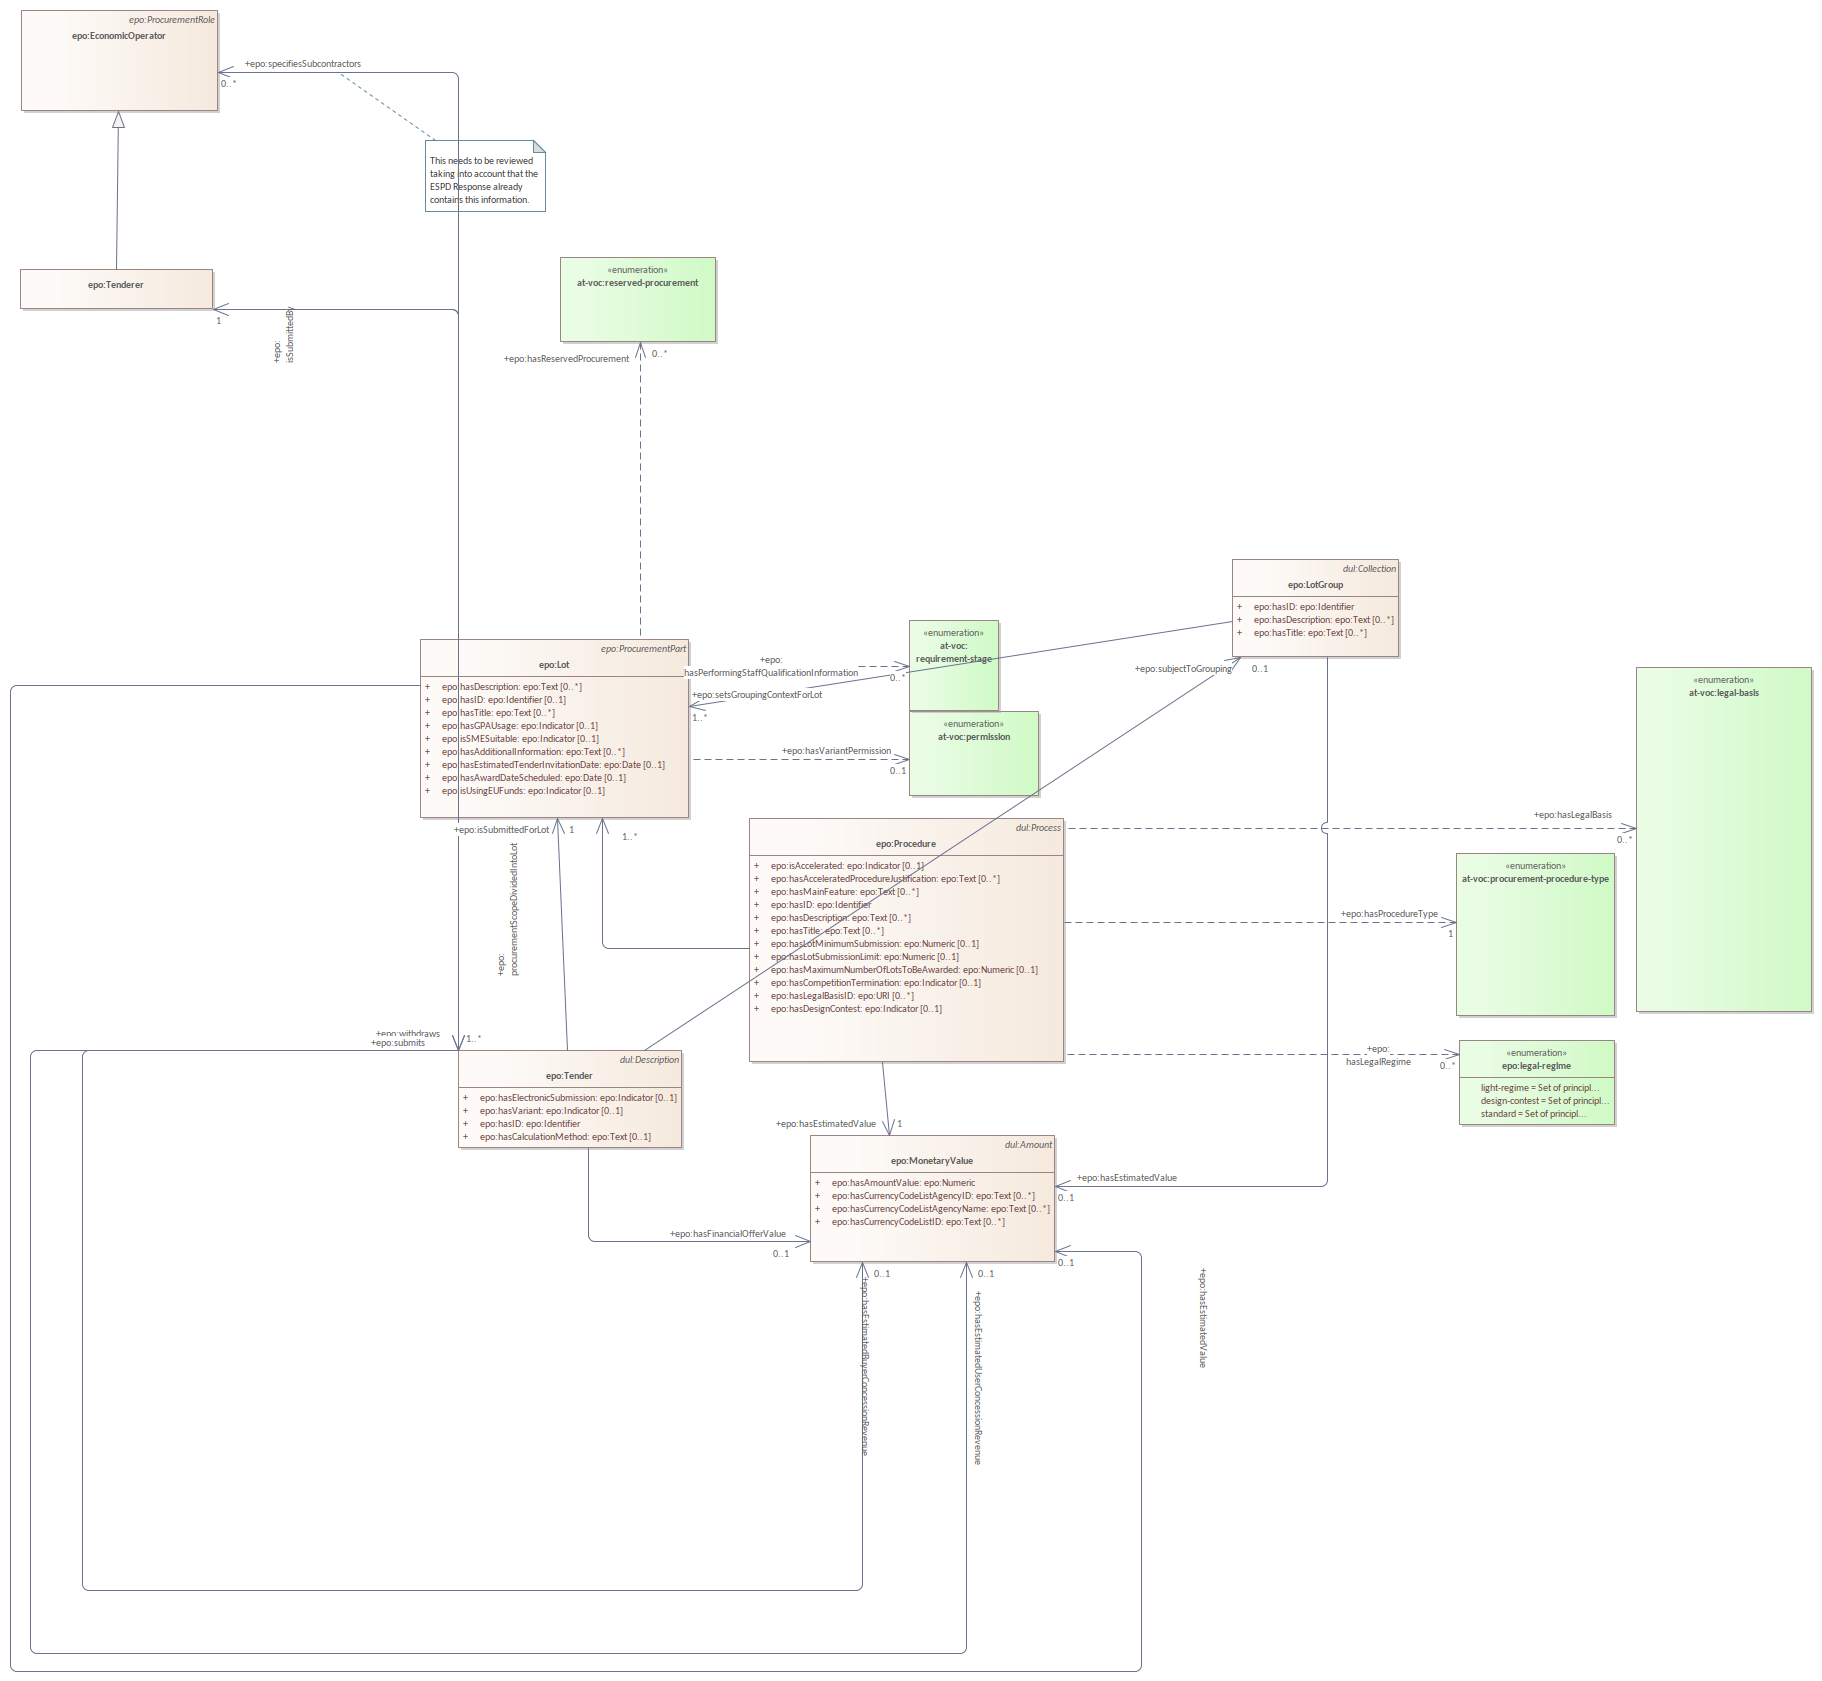 epo:ProcurementRole
epo:EconomicOperator
+epo:specifiesSubcontractors
0..*
This needs to be reviewed
taking into account that the
ESPD Response already
contains this information.
epo:Tenderer
1
+epo:
isSubmittedBy
«enumeration»
at-voc:reserved-procurement
+epo:hasReservedProcurement
0..*
dul:Collection
epo:LotGroup
+ epo:hasID: epo:Identifier
+ epo:hasDescription: epo:Text [0..*]
+ epo:hasTitle: epo:Text [0..*]
+epo:subjectToGrouping
0..1
epo:ProcurementPart
epo:Lot
+ epo:hasDescription: epo:Text [0..*]
+ epo:hasID: epo:Identifier [0..1]
+ epo:hasTitle: epo:Text [0..*]
+ epo:hasGPAUsage: epo:Indicator [0..1]
+ epo:isSMESuitable: epo:Indicator [0..1]
+ epo:hasAdditionalInformation: epo:Text [0..*]
+ epo:hasEstimatedTenderInvitationDate: epo:Date [0..1]
+ epo:hasAwardDateScheduled: epo:Date [0..1]
+ epo:isUsingEUFunds: epo:Indicator [0..1]
+epo:
hasPerformingStaffQualificationInformation
0..*
+epo:setsGroupingContextForLot
1..*
«enumeration»
at-voc:
requirement-stage
+epo:hasVariantPermission
0..1
«enumeration»
at-voc:permission
«enumeration»
at-voc:legal-basis
+epo:hasLegalBasis
0..*
+epo:isSubmittedForLot
1
1..*
+epo:
procurementScopeDividedIntoLot
dul:Process
epo:Procedure
+ epo:isAccelerated: epo:Indicator [0..1]
+ epo:hasAcceleratedProcedureJustification: epo:Text [0..*]
+ epo:hasMainFeature: epo:Text [0..*]
+ epo:hasID: epo:Identifier
+ epo:hasDescription: epo:Text [0..*]
+ epo:hasTitle: epo:Text [0..*]
+ epo:hasLotMinimumSubmission: epo:Numeric [0..1]
+ epo:hasLotSubmissionLimit: epo:Numeric [0..1]
+ epo:hasMaximumNumberOfLotsToBeAwarded: epo:Numeric [0..1]
+ epo:hasCompetitionTermination: epo:Indicator [0..1]
+ epo:hasLegalBasisID: epo:URI [0..*]
+ epo:hasDesignContest: epo:Indicator [0..1]
«enumeration»
at-voc:procurement-procedure-type
+epo:hasProcedureType
1
+epo:
hasLegalRegime
0..*
«enumeration»
epo:legal-regime
light-regime = Set of principl...
design-contest = Set of principl...
standard = Set of principl...
+epo:withdraws
+epo:submits
1..*
dul:Description
epo:Tender
+ epo:hasElectronicSubmission: epo:Indicator [0..1]
+ epo:hasVariant: epo:Indicator [0..1]
+ epo:hasID: epo:Identifier
+ epo:hasCalculationMethod: epo:Text [0..1]
+epo:hasEstimatedValue
1
dul:Amount
epo:MonetaryValue
+ epo:hasAmountValue: epo:Numeric
+ epo:hasCurrencyCodeListAgencyID: epo:Text [0..*]
+ epo:hasCurrencyCodeListAgencyName: epo:Text [0..*]
+ epo:hasCurrencyCodeListID: epo:Text [0..*]
+epo:hasEstimatedValue
0..1
+epo:hasFinancialOfferValue
0..1
0..1
+epo:hasEstimatedValue
0..1
+epo:hasEstimatedBuyerConcessionRevenue
0..1
+epo:hasEstimatedUserConcessionRevenue